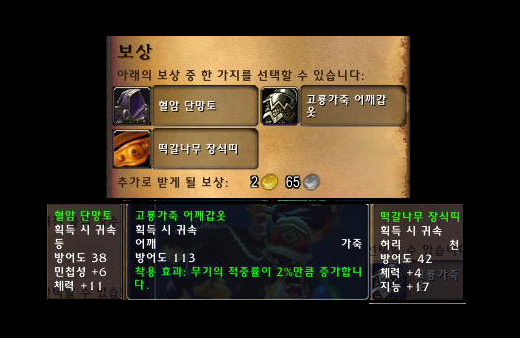 보상
아래의 보상 중 한 가지를 선택할 수 있습니다:
혈암 단망토
고룡가죽 어깨갑
옷
떡갈나무 장식띠
추가로 받게 될 보상: 2 65
혈암 단망토
획득 시 귀속
등
방어도 38
민첩성 +6
체력 +11
고룡가죽 어깨갑옷
획득 시 귀속
어깨 가죽
방어도 113
착용 효과: 무기의 적중률이 2%만큼 증가합니
다.
떡갈나무 장식띠
획득 시 귀속
허리 천
방어도 42
체력 +4
지능 +17